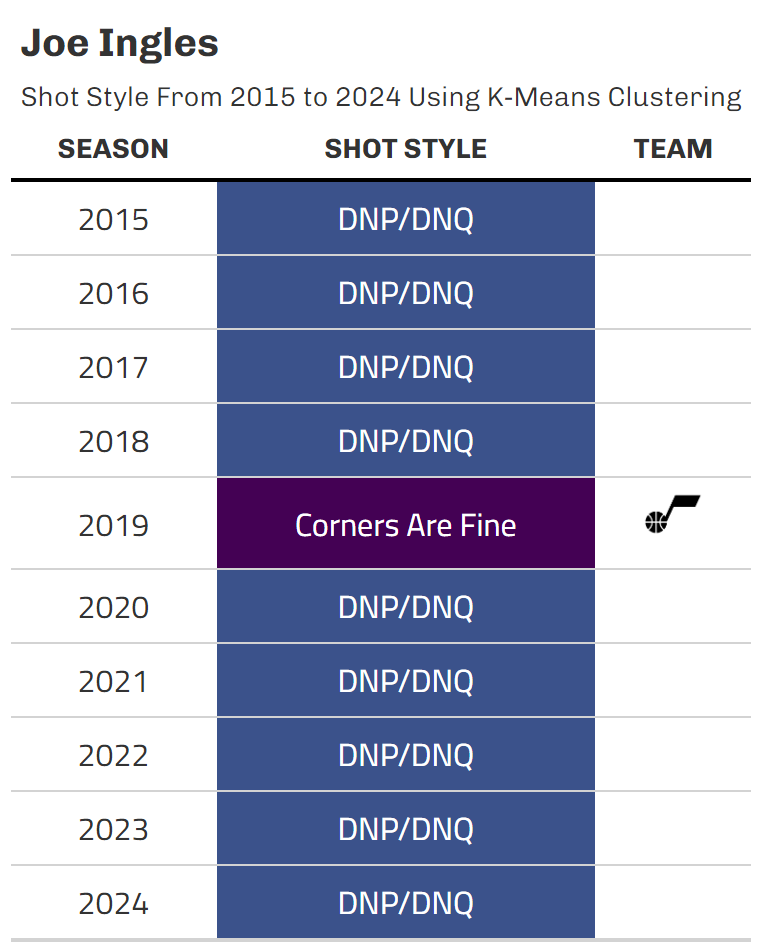 Joe Ingles
Shot Style From 2015 to 2024 Using K-Means Clustering
SEASON SHOT STYLE TEAM
2015 DNP/DNQ
2016 DNP/DNQ
2017 DNP/DNQ
2018 DNP/DNQ
2019 Corners Are Fine
2020 DNP/DNQ
2021 DNP/DNQ
2022 DNP/DNQ
2023 DNP/DNQ
2024 DNP/DNQ